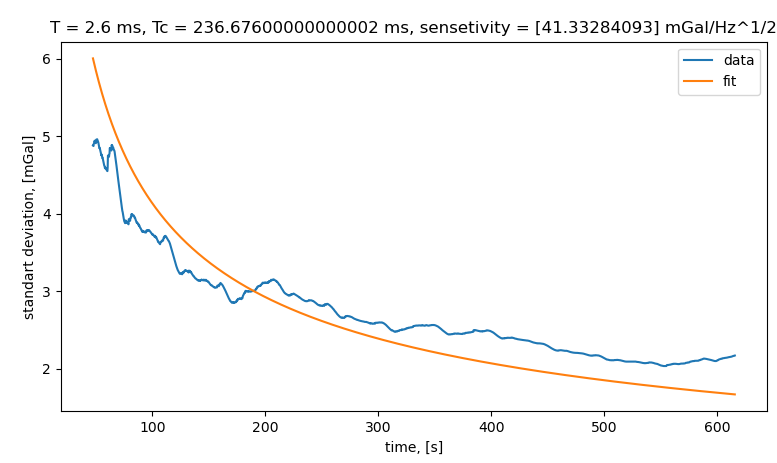 T = 2.6 ms, Tc = 236.67600000000002 ms, sensetivity = [41.33284093] mGal/Hz^1/2
data
fit
6
5
4
3
2
standart deviation, [mGal]
100
200
300
400
500
600
time, [s]